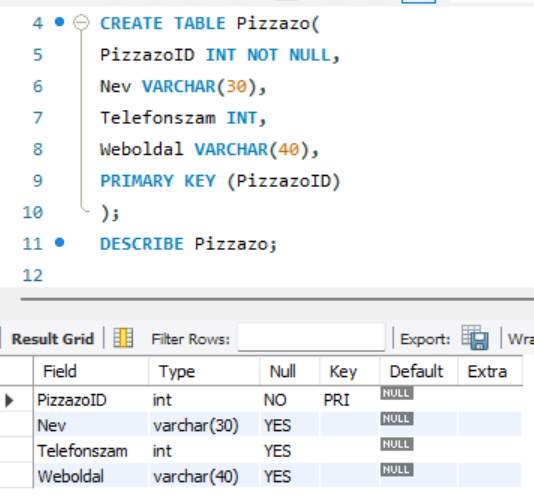 4 CREATE TABLE Pizzazo(
5 PizzazoID INT NOT NULL,
6 Nev VARCHAR(30),
7 Telefonszam INT,
8 Weboldal VARCHAR(40),
9 PRIMARY KEY (PizzazoID)
10 );
11 DESCRIBE Pizzazo;
12
Result Grid Filter Rows: Export: Wra
Field Type Null Key Default Extra
PizzazoID int NO PRI NULL
Nev varchar(30) YES NULL
Telefonszam int YES NULL
Weboldal varchar(40) YES NULL